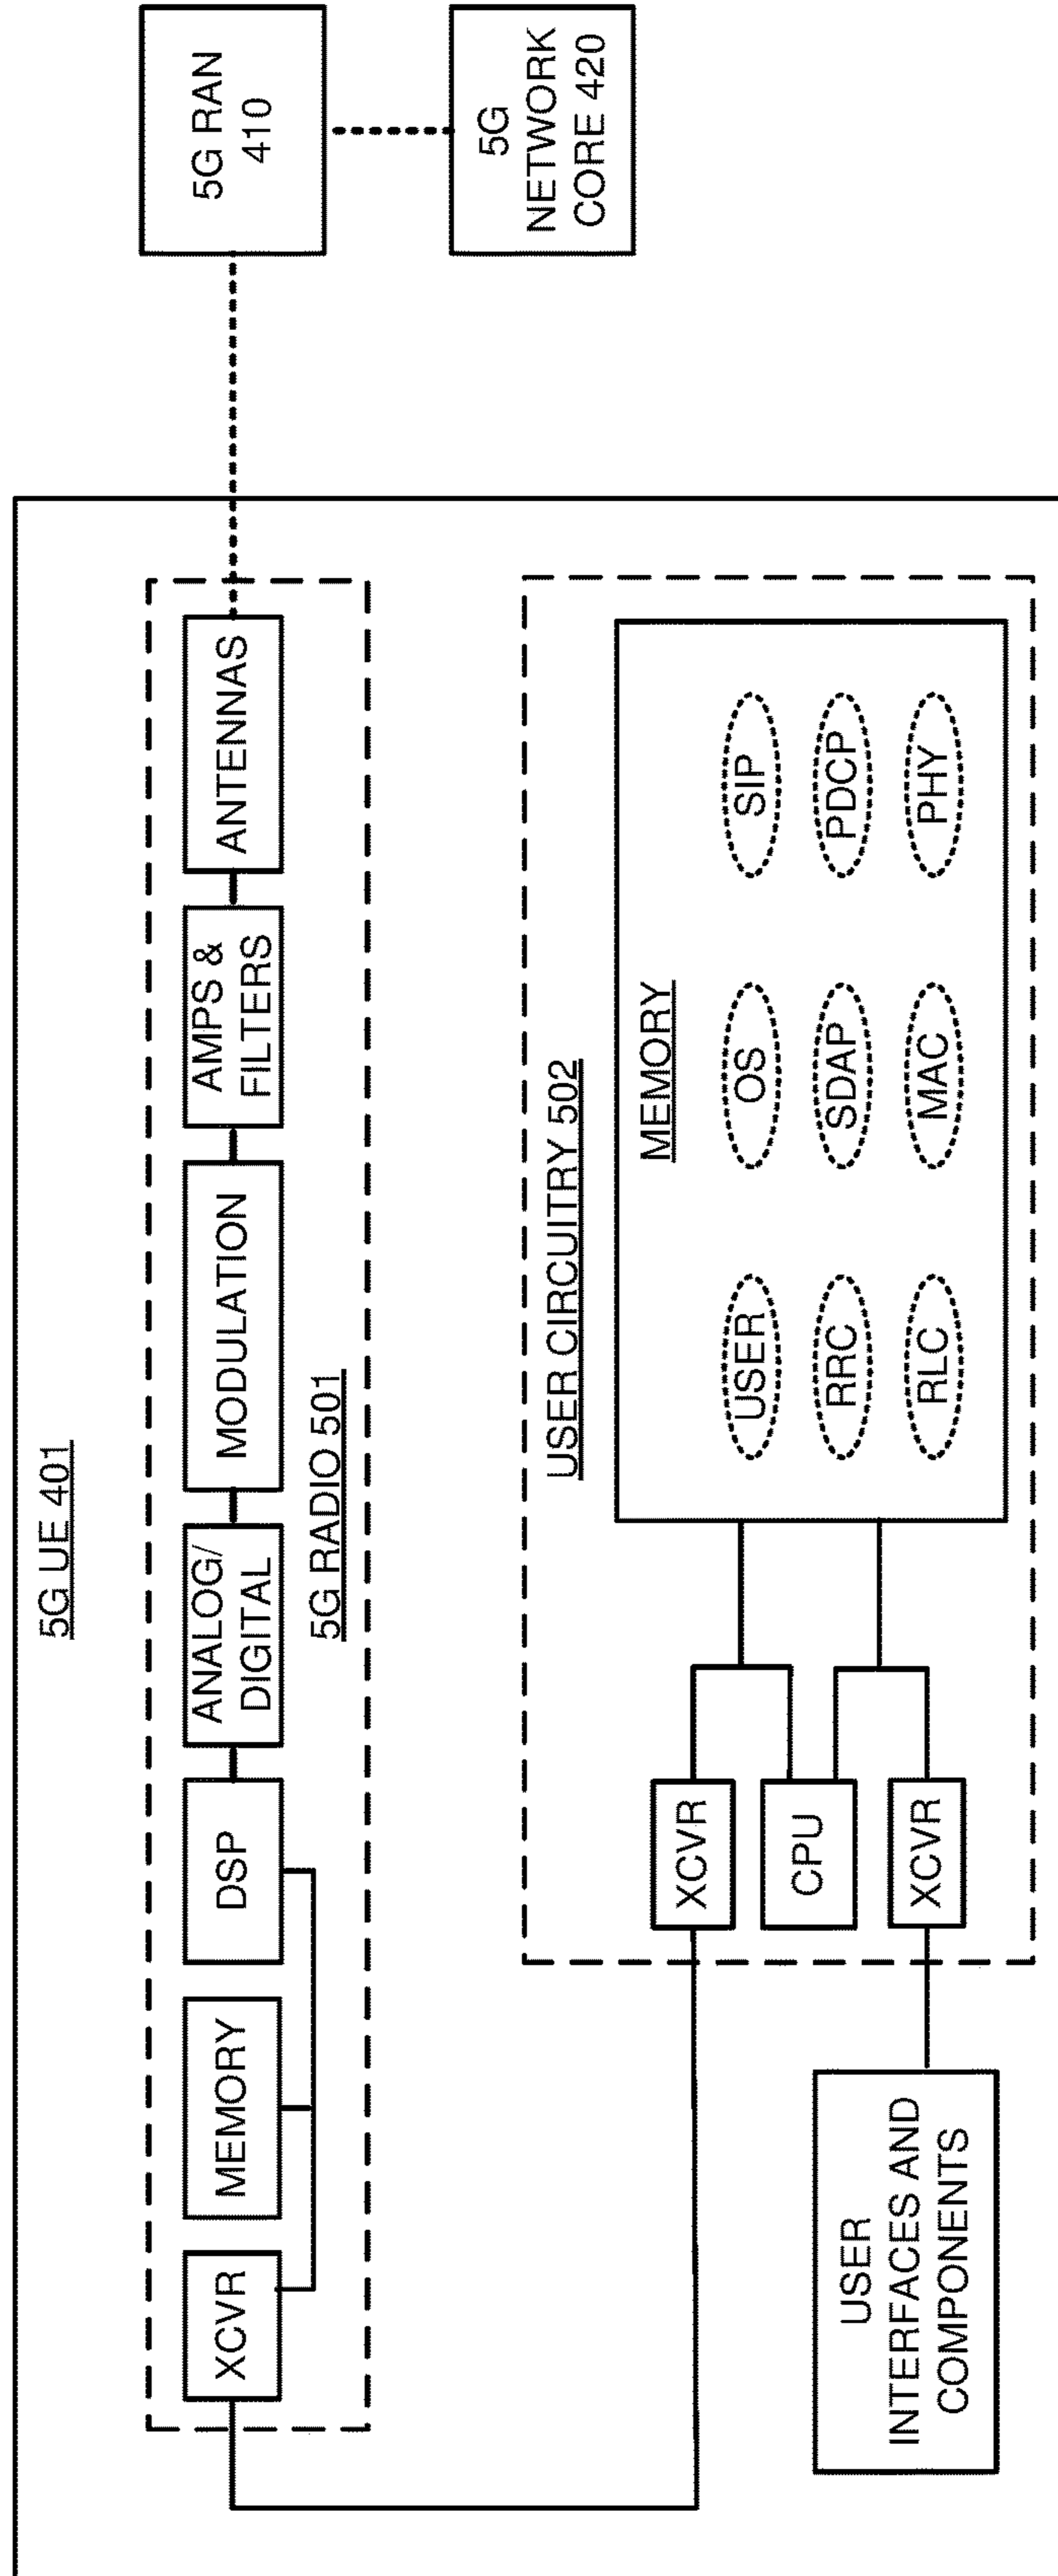 5G UE 401
XCVR
MEMORY
DSP
ANALOG/
DIGITAL
MODULATION
AMPS &
FILTERS
ANTENNAS
5G RADIO 501
5G RAN
410
5G
NETWORK
CORE 420
USER CIRCUITRY 502
XCVR
CPU
XCVR
MEMORY
USER
OS
SIP
RRC
SDAP
PDCP
RLC
MAC
PHY
USER
INTERFACES AND
COMPONENTS